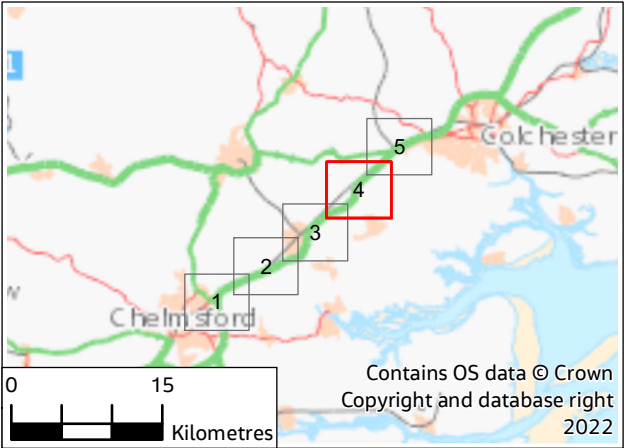 1
5
Colchester
4
3
2
1
w
Chelmsford
Contains OS data © Crown
Copyright and database right
2022
0 15
Kilometres